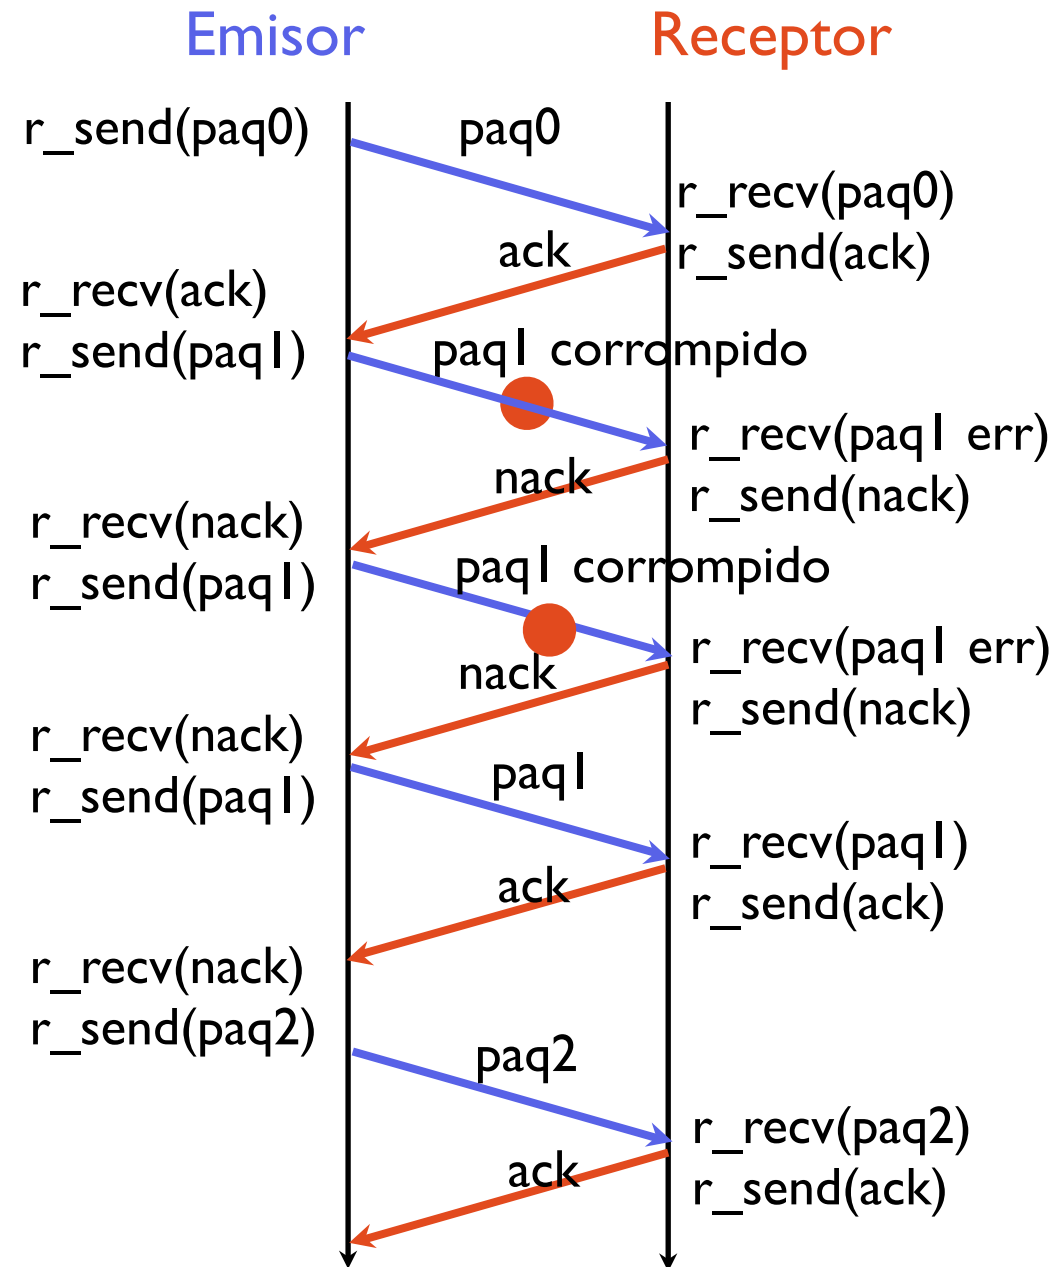 Emisor
Receptor
r_send(paq0)
paq0
r_recv(paq0)
ack
r_send(ack)
r_recv(ack)
r_send(paq1)
paq1 corrompido
r_recv(paq1 err)
nack
r_send(nack)
r_recv(nack)
r_send(paq1)
paq1 corrompido
r_recv(paq1 err)
nack
r_send(nack)
r_recv(nack)
r_send(paq1)
paq1
r_recv(paq1)
ack
r_send(ack)
r_recv(nack)
r_send(paq2)
paq2
r_recv(paq2)
ack
r_send(ack)